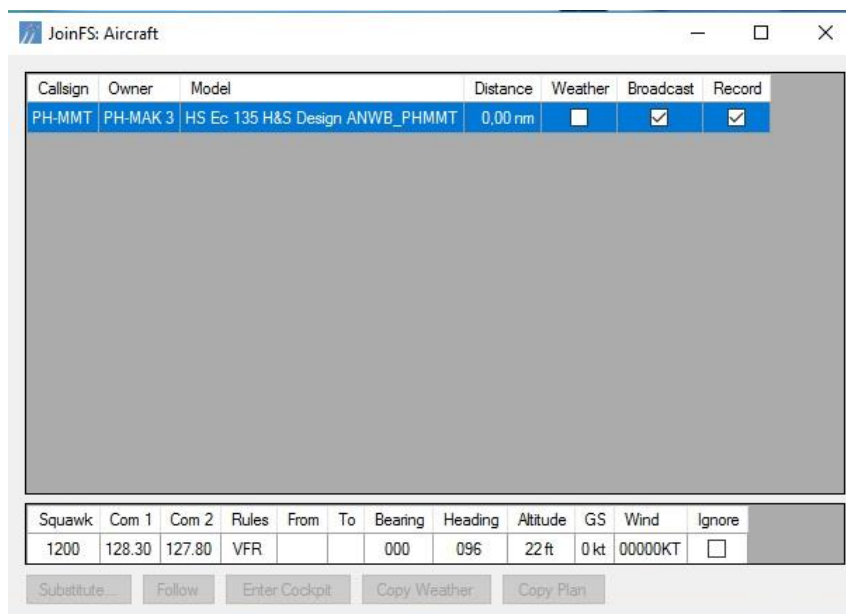 JoinFS: Aircraft
Callsign Owner Model Distance Weather Broadcast Record
PH-MMT PH-MAK 3 HS Ec 135 H&S Design ANWB_PHMMT 0,00 nm
Squawk Com 1 Com 2 Rules From To Bearing Heading Altitude GS Wind Ignore
1200 128.30 127.80 VFR 000 096 22 ft 0 kt 00000KT
Substitute... Follow Enter Cockpit Copy Weather Copy Plan